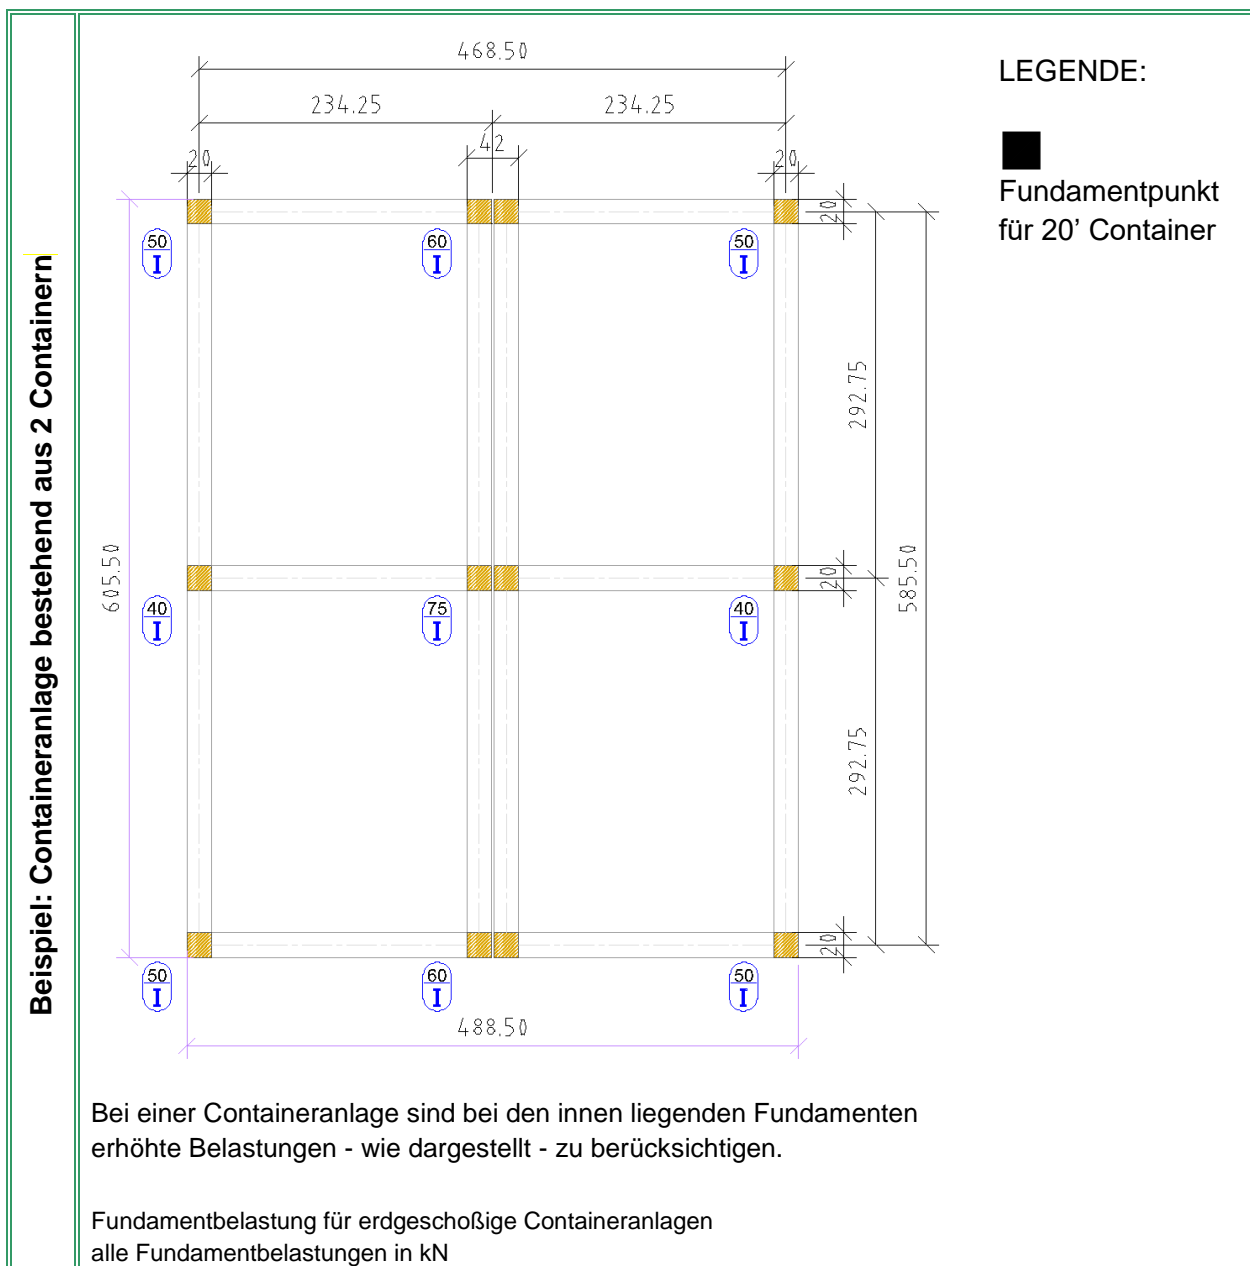 Beispiel: Containeranlage bestehend aus 2 Containern
468.50
234.25 234.25
42
20 20
20
50 60 50
I I I
292.75
605.50
585.50
20
40 75 40
I I I
292.75
20
50 60 50
I I I
488.50
LEGENDE:
Fundamentpunkt
für 20’ Container
Bei einer Containeranlage sind bei den innen liegenden Fundamenten
erhöhte Belastungen - wie dargestellt - zu berücksichtigen.
Fundamentbelastung für erdgeschoßige Containeranlagen
alle Fundamentbelastungen in kN